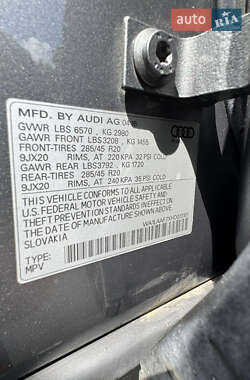 AUTO.RIA.com
MFD. BY AUDI AG
GVWR LBS 6570 , KG 2980
GAWR FRONT LBS3208 , KG 1455
FRONT-TIRES 285/45 R20
9JX20 RIMS, AT 220 KPA 32 PSI COLD
GAWR REAR LBS3792 , KG 1720
REAR-TIRES 285/45 R20
9JX20 RIMS, AT 240 KPA 35 PSI COLD
THIS VEHICLE CONFORMS TO ALL APPLICABLE
U.S. FEDERAL MOTOR VEHICLE SAFETY, BUMPER
AND THEFT PREVENTION STANDARDS IN EFFECT ON
THE DATE OF MANUFACTURE SHOWN ABOVE.
SLOVAKIA
TYPE:
MPV